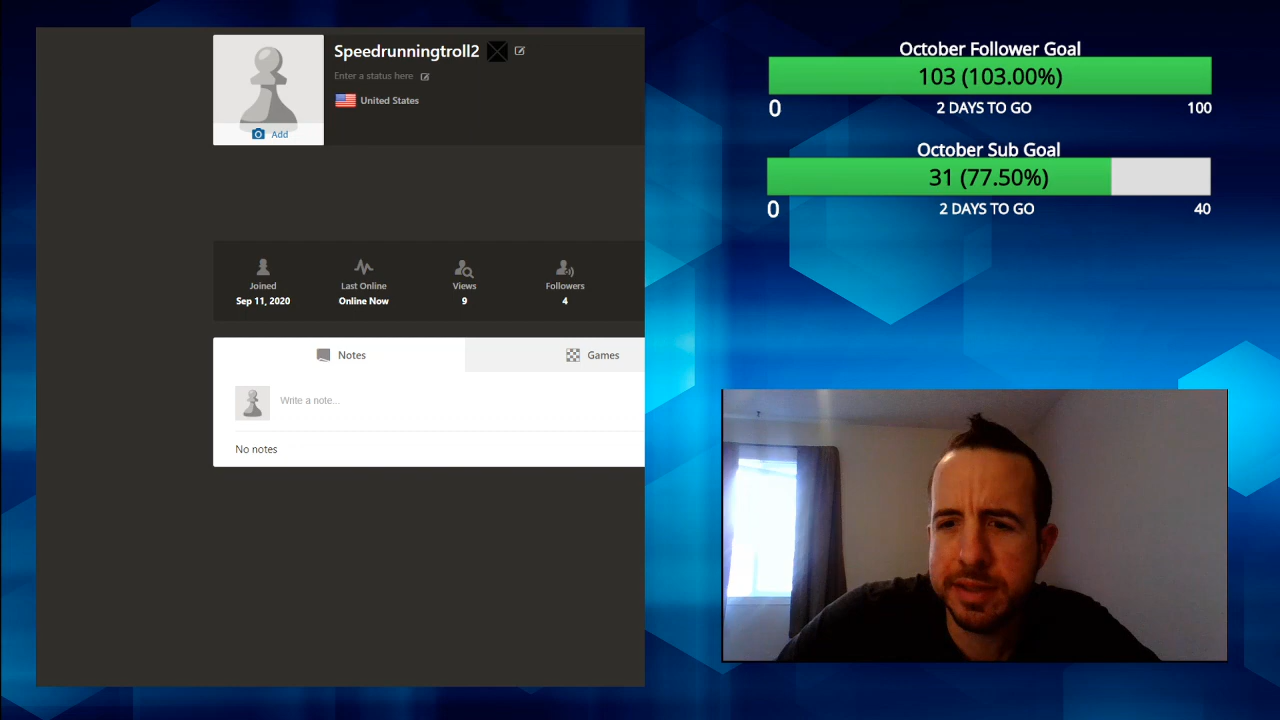 Speedrunningtroll2
Enter a status here
United States
Add
Joined
Sep 11, 2020
Last Online
Online Now
Views
9
Followers
4
Notes
Games
Write a note...
No notes
October Follower Goal
103 (103.00%)
0
2 DAYS TO GO
100
October Sub Goal
31 (77.50%)
0
2 DAYS TO GO
40